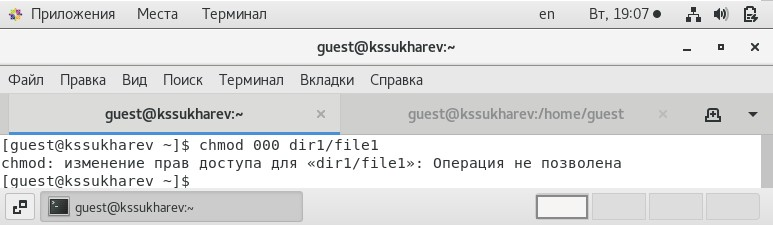 Приложения Места Терминал en Вт, 19:07
guest@kssukharev:~
Файл Правка Вид Поиск Терминал Вкладки Справка
guest@kssukharev:~ guest@kssukharev:/home/guest
[guest@kssukharev ~]$ chmod 000 dir1/file1
chmod: изменение прав доступа для «dir1/file1»: Операция не позволена
[guest@kssukharev ~]$
guest@kssukharev:~